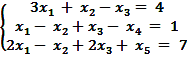 3x₁ + x₂ − x₃ = 4
x₁ − x₂ + x₃ − x₄ = 1
2x₁ − x₂ + 2x₃ + x₅ = 7